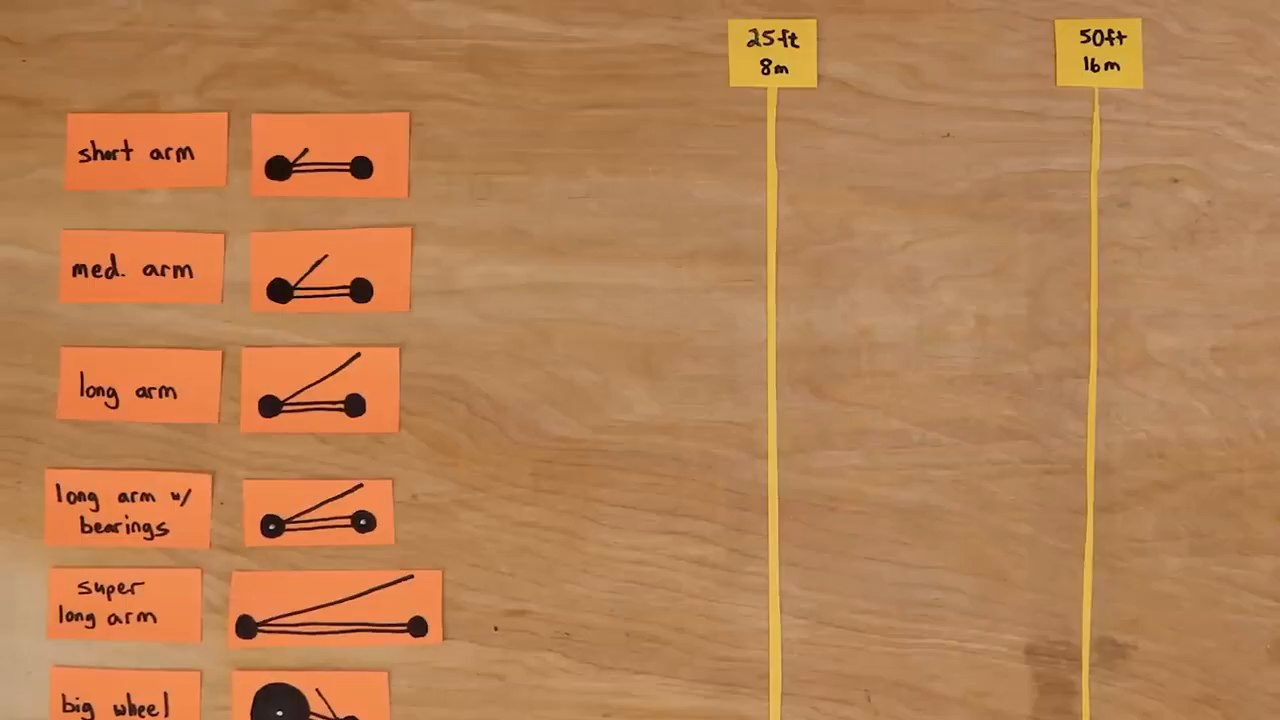 25ft
8m
50ft
16m
short arm
med. arm
long arm
long arm w/
bearings
super
long arm
big wheel